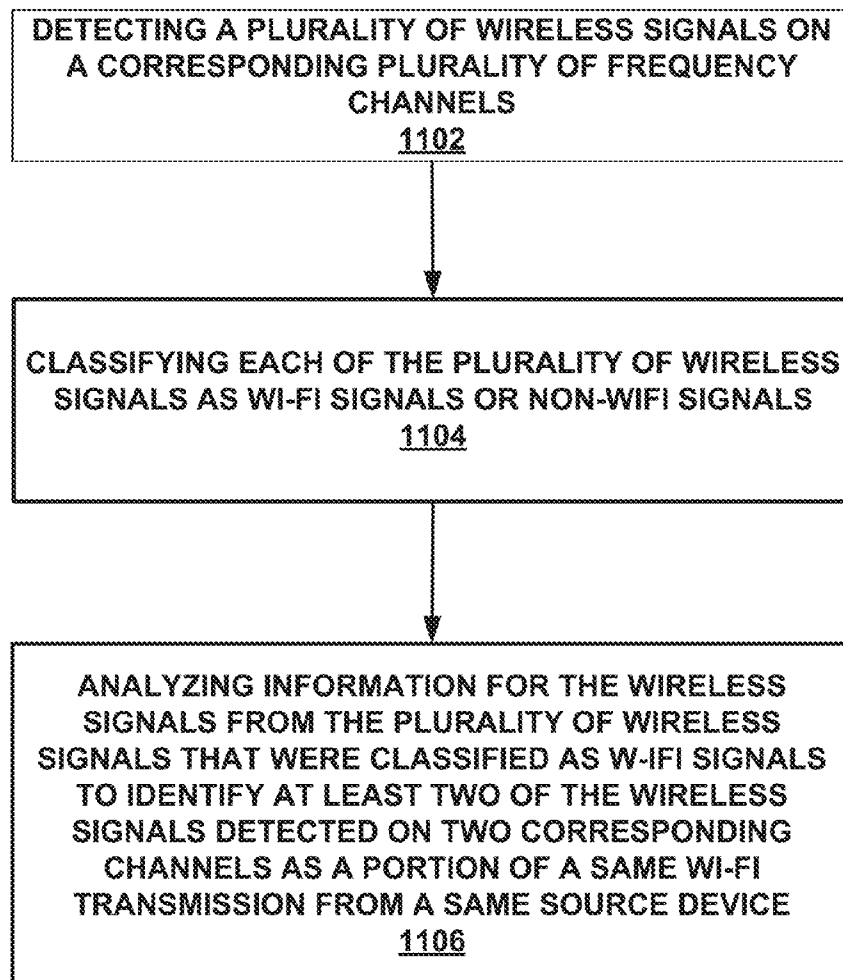 DETECTING A PLURALITY OF WIRELESS SIGNALS ON
A CORRESPONDING PLURALITY OF FREQUENCY
CHANNELS
1102
CLASSIFYING EACH OF THE PLURALITY OF WIRELESS
SIGNALS AS WI-FI SIGNALS OR NON-WIFI SIGNALS
1104
ANALYZING INFORMATION FOR THE WIRELESS
SIGNALS FROM THE PLURALITY OF WIRELESS
SIGNALS THAT WERE CLASSIFIED AS W-IFI SIGNALS
TO IDENTIFY AT LEAST TWO OF THE WIRELESS
SIGNALS DETECTED ON TWO CORRESPONDING
CHANNELS AS A PORTION OF A SAME WI-FI
TRANSMISSION FROM A SAME SOURCE DEVICE
1106